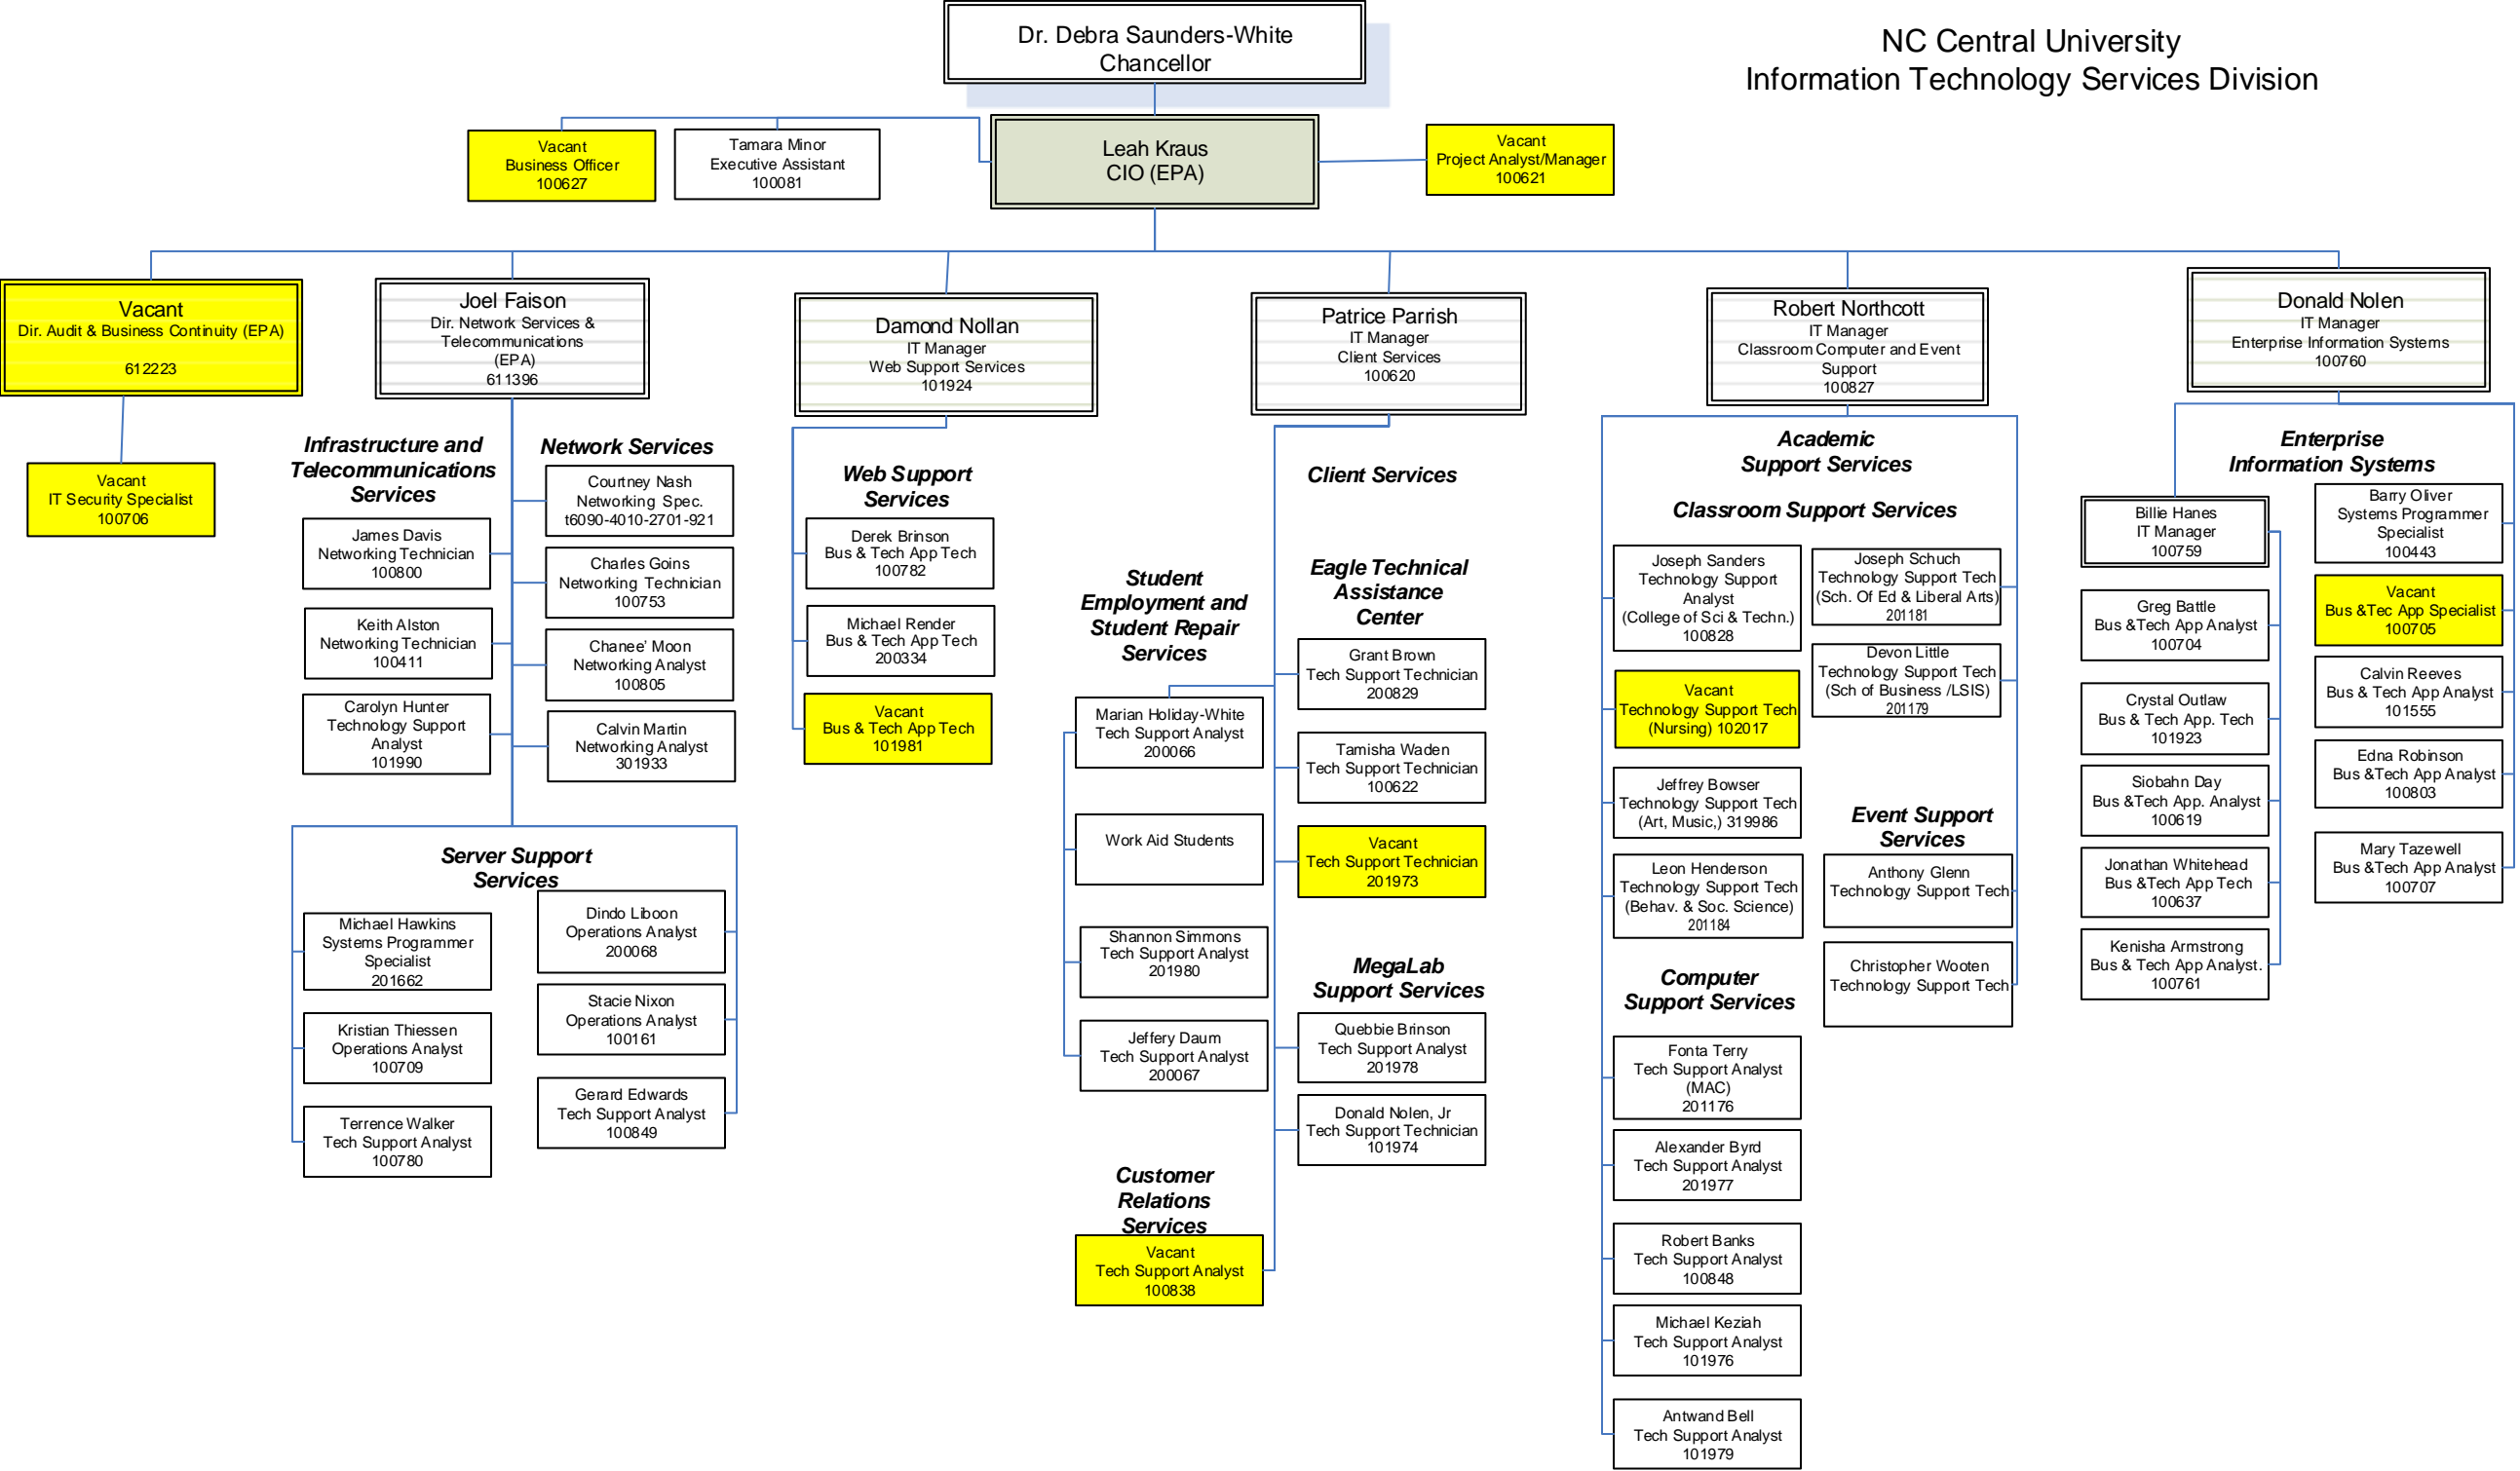 Dr. Debra Saunders-White
Chancellor
NC Central University
Information Technology Services Division
Vacant
Business Officer
100627
Tamara Minor
Executive Assistant
100081
Leah Kraus
CIO (EPA)
Vacant
Project Analyst/Manager
100621
Vacant
Dir. Audit & Business Continuity (EPA)
612223
Joel Faison
Dir. Network Services &
Telecommunications
(EPA)
611396
Damond Nollan
IT Manager
Web Support Services
101924
Patrice Parrish
IT Manager
Client Services
100620
Robert Northcott
IT Manager
Classroom Computer and Event
Support
100827
Donald Nolen
IT Manager
Enterprise Information Systems
100760
Vacant
IT Security Specialist
100706
Infrastructure and
Telecommunications
Services
James Davis
Networking Technician
100800
Keith Alston
Networking Technician
100411
Carolyn Hunter
Technology Support
Analyst
101990
Network Services
Courtney Nash
Networking Spec.
t6090-4010-2701-921
Charles Goins
Networking Technician
100753
Chanee’ Moon
Networking Analyst
100805
Calvin Martin
Networking Analyst
301933
Server Support
Services
Michael Hawkins
Systems Programmer
Specialist
201662
Kristian Thiessen
Operations Analyst
100709
Terrence Walker
Tech Support Analyst
100780
Dindo Liboon
Operations Analyst
200068
Stacie Nixon
Operations Analyst
100161
Gerard Edwards
Tech Support Analyst
100849
Web Support
Services
Derek Brinson
Bus & Tech App Tech
100782
Michael Render
Bus & Tech App Tech
200334
Vacant
Bus & Tech App Tech
101981
Client Services
Student
Employment and
Student Repair
Services
Marian Holiday-White
Tech Support Analyst
200066
Work Aid Students
Shannon Simmons
Tech Support Analyst
201980
Jeffery Daum
Tech Support Analyst
200067
Customer
Relations
Services
Vacant
Tech Support Analyst
100838
Eagle Technical
Assistance
Center
Grant Brown
Tech Support Technician
200829
Tamisha Waden
Tech Support Technician
100622
Vacant
Tech Support Technician
201973
MegaLab
Support Services
Quebbie Brinson
Tech Support Analyst
201978
Donald Nolen, Jr
Tech Support Technician
101974
Academic
Support Services
Classroom Support Services
Joseph Sanders
Technology Support
Analyst
(College of Sci & Techn.)
100828
Vacant
Technology Support Tech
(Nursing) 102017
Jeffrey Bowser
Technology Support Tech
(Art, Music,) 319986
Leon Henderson
Technology Support Tech
(Behav. & Soc. Science)
201184
Joseph Schuch
Technology Support Tech
(Sch. Of Ed & Liberal Arts)
201181
Devon Little
Technology Support Tech
(Sch of Business /LSIS)
201179
Event Support
Services
Anthony Glenn
Technology Support Tech
Christopher Wooten
Technology Support Tech
Computer
Support Services
Fonta Terry
Tech Support Analyst
(MAC)
201176
Alexander Byrd
Tech Support Analyst
201977
Robert Banks
Tech Support Analyst
100848
Michael Keziah
Tech Support Analyst
101976
Antwand Bell
Tech Support Analyst
101979
Enterprise
Information Systems
Billie Hanes
IT Manager
100759
Greg Battle
Bus &Tech App Analyst
100704
Crystal Outlaw
Bus & Tech App. Tech
101923
Siobahn Day
Bus &Tech App. Analyst
100619
Jonathan Whitehead
Bus &Tech App Tech
100637
Kenisha Armstrong
Bus & Tech App Analyst.
100761
Barry Oliver
Systems Programmer
Specialist
100443
Vacant
Bus &Tec App Specialist
100705
Calvin Reeves
Bus & Tech App Analyst
101555
Edna Robinson
Bus &Tech App Analyst
100803
Mary Tazewell
Bus &Tech App Analyst
100707